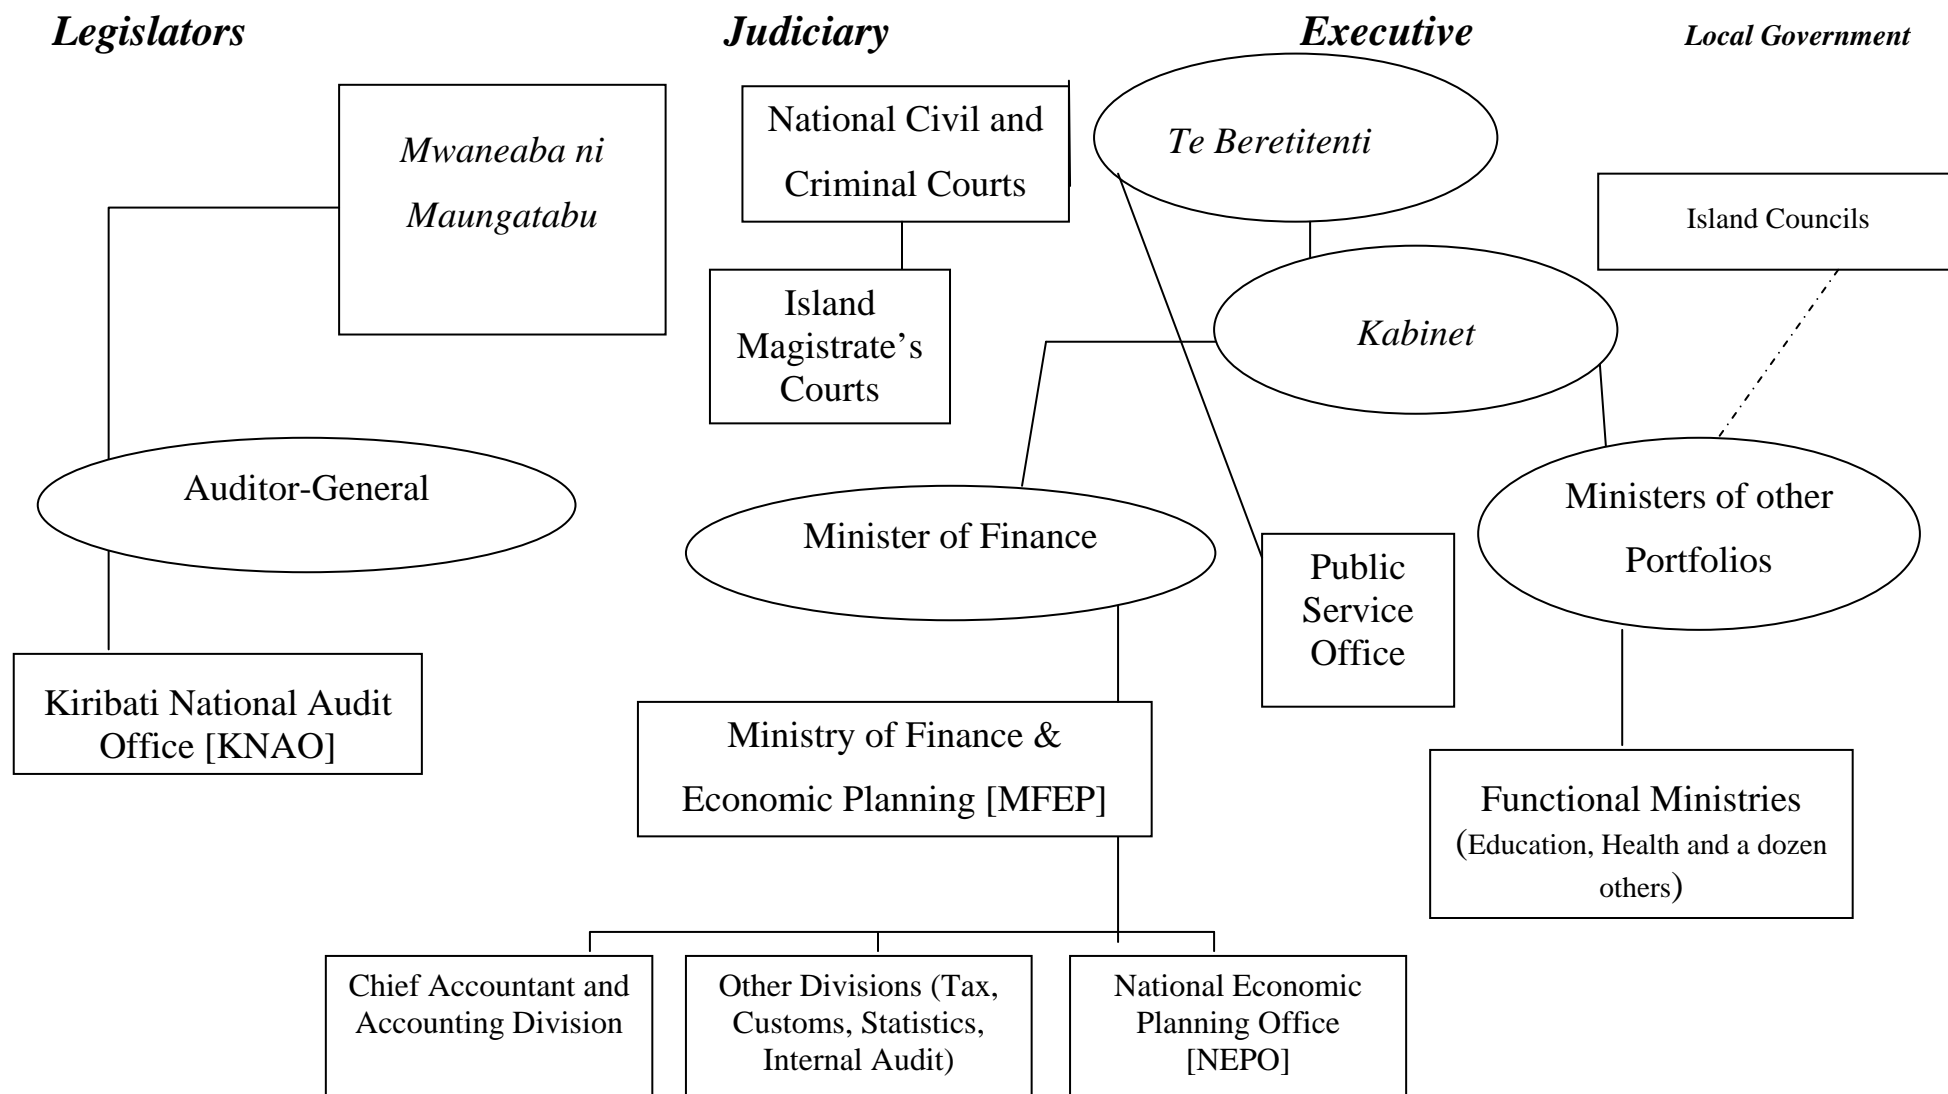 Legislators
Judiciary
Executive
Local Government
Mwaneaba ni
Maungatabu
National Civil and
Criminal Courts
Te Beretitenti
Island Councils
Island
Magistrate’s
Courts
Kabinet
Auditor-General
Minister of Finance
Public
Service
Office
Ministers of other
Portfolios
Kiribati National Audit
Office [KNAO]
Ministry of Finance &
Economic Planning [MFEP]
Functional Ministries
(Education, Health and a dozen
others)
Chief Accountant and
Accounting Division
Other Divisions (Tax,
Customs, Statistics,
Internal Audit)
National Economic
Planning Office
[NEPO]